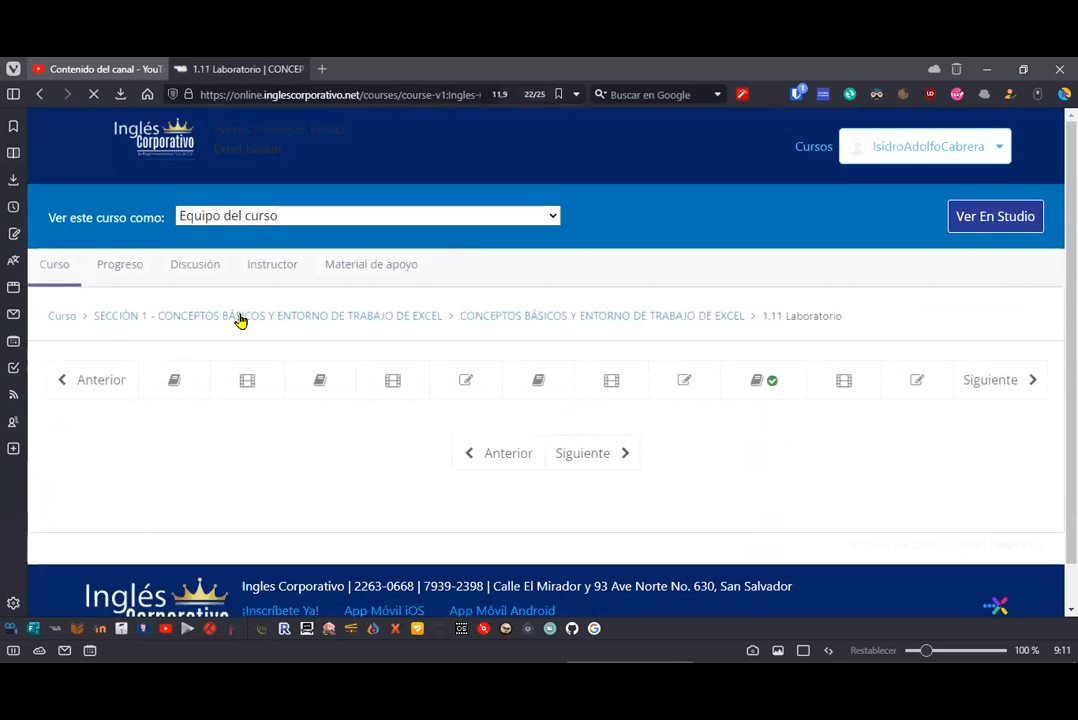 Contenido del canal - YouT
1.11 Laboratorio | CONCEP
https://online.inglescorporativo.net/courses/course-v1:Ingles-
11,9
22/25
Buscar en Google
Inglés
Corporativo
Excel básico
Cursos
IsidroAdolfoCabrera
Ver este curso como:
Equipo del curso
Ver En Studio
Curso
Progreso
Discusión
Instructor
Material de apoyo
Curso > SECCIÓN 1 - CONCEPTOS BÁSICOS Y ENTORNO DE TRABAJO DE EXCEL > CONCEPTOS BÁSICOS Y ENTORNO DE TRABAJO DE EXCEL > 1.11 Laboratorio
Anterior
Siguiente
Anterior
Siguiente
Inglés
Corporativo
Ingles Corporativo | 2263-0668 | 7939-2398 | Calle El Mirador y 93 Ave Norte No. 630, San Salvador
¡Inscríbete Ya!
App Móvil iOS
App Móvil Android
Restablecer
100 %
9:11